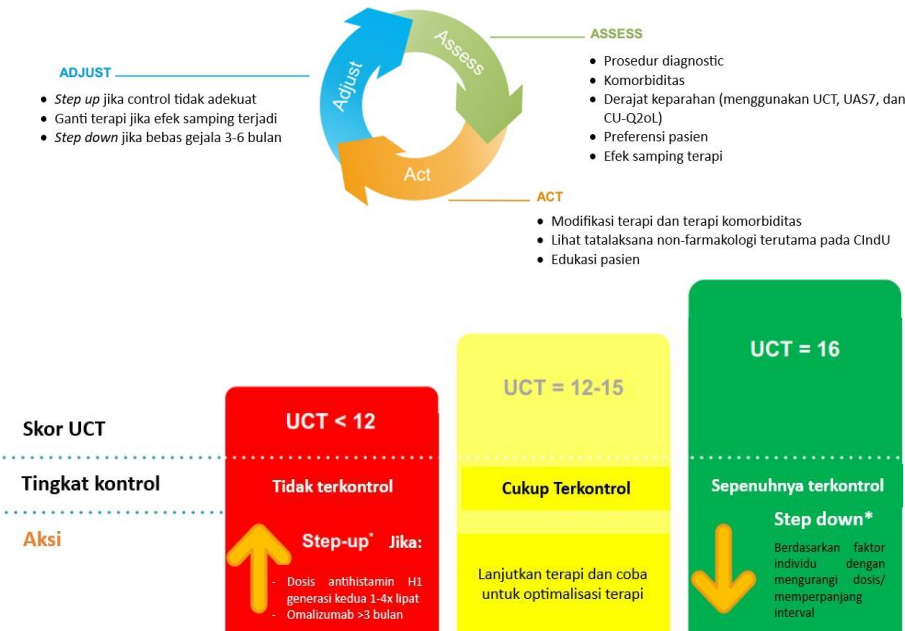 Adjust
Assess
Act
ADJUST
• Step up jika control tidak adekuat
• Ganti terapi jika efek samping terjadi
• Step down jika bebas gejala 3-6 bulan
ASSESS
• Prosedur diagnostic
• Komorbiditas
• Derajat keparahan (menggunakan UCT, UAS7, dan
CU-Q2oL)
• Preferensi pasien
• Efek samping terapi
ACT
• Modifikasi terapi dan terapi komorbiditas
• Lihat tatalaksana non-farmakologi terutama pada CIndU
• Edukasi pasien
Skor UCT
UCT < 12
UCT = 12-15
UCT = 16
Tingkat kontrol
Tidak terkontrol
Cukup Terkontrol
Sepenuhnya terkontrol
Aksi
Step-up* Jika:
- Dosis antihistamin H1
generasi kedua 1-4x lipat
- Omalizumab >3 bulan
Lanjutkan terapi dan coba
untuk optimalisasi terapi
Step down*
Berdasarkan faktor
individu dengan
mengurangi dosis/
memperpanjang
interval